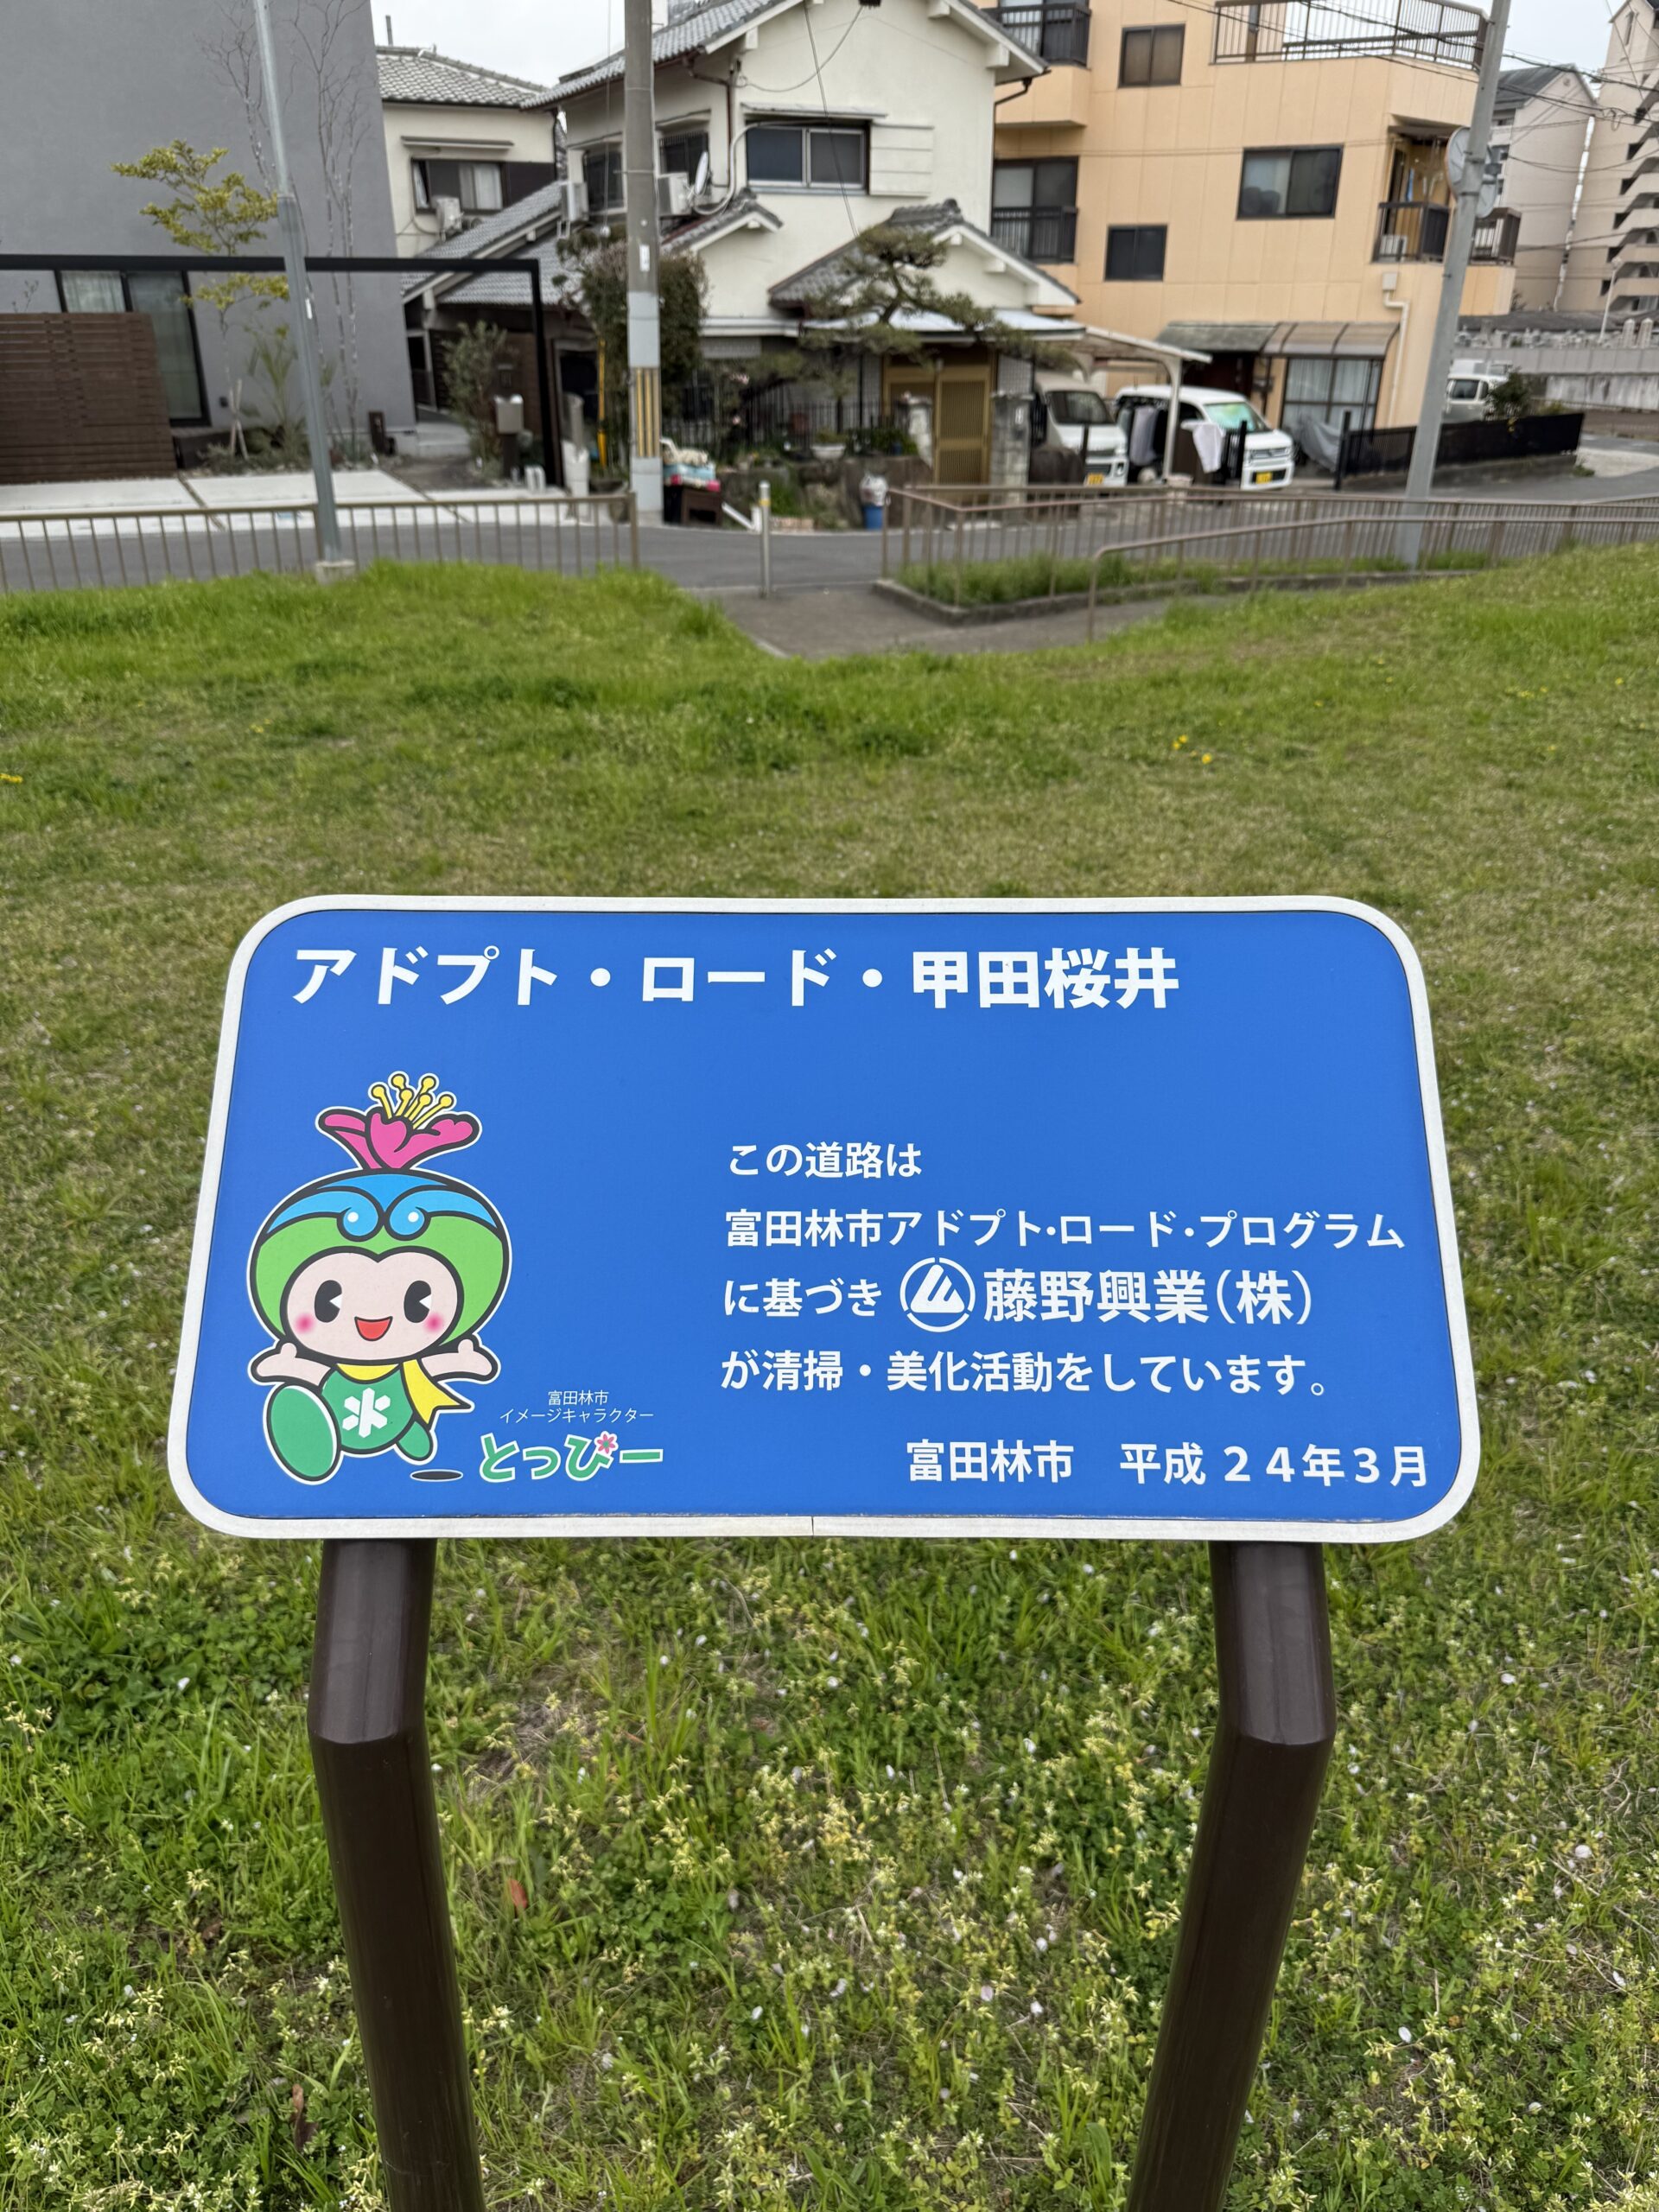 アドプト・ロード・甲田桜井
この道路は
富田林市アドプト・ロード・プログラム
に基づき 藤野興業(株)
が清掃・美化活動をしています。
富田林市
イメージキャラクター
とっぴー
富田林市 平成 24年3月